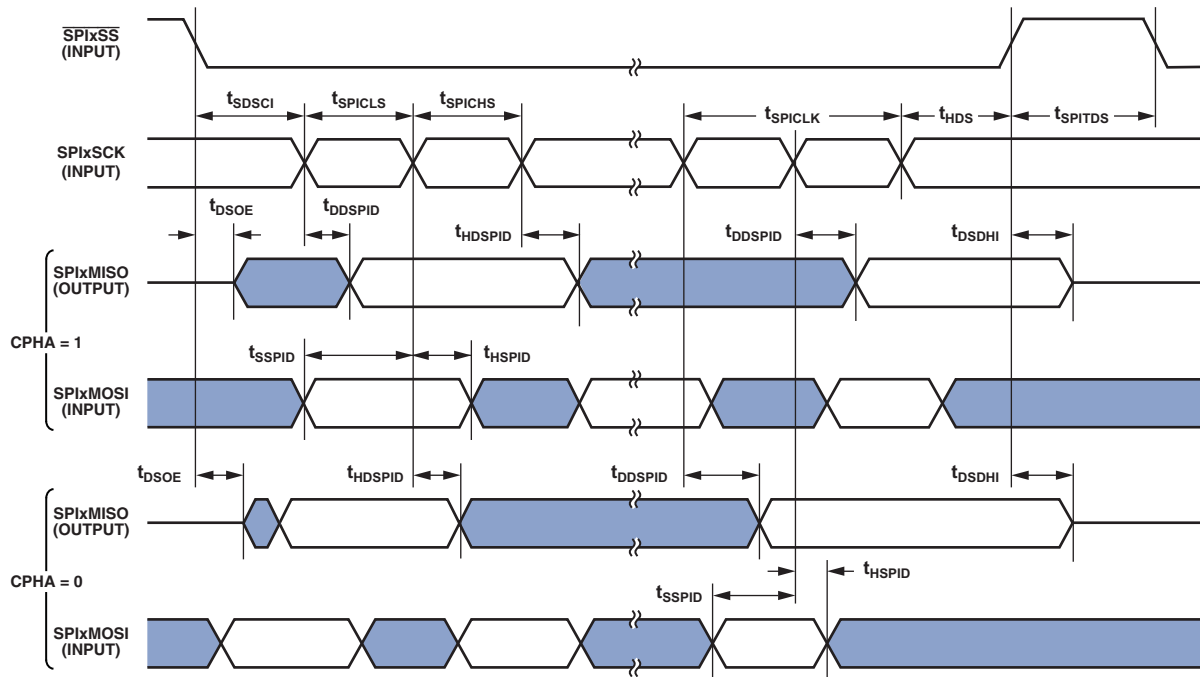 SPIxSS
(INPUT)
tSDSCI tSPICLS tSPICHS tSPICLK tHDS tSPITDS
SPIxSCK
(INPUT)
tDSOE tDDSPID tHDSPID tDDSPID tDSDHI
SPIxMISO
(OUTPUT)
CPHA = 1
tSSPID tHSPID
SPIxMOSI
(INPUT)
tDSOE tHDSPID tDDSPID tDSDHI
SPIxMISO
(OUTPUT)
CPHA = 0
tHSPID
tSSPID
SPIxMOSI
(INPUT)